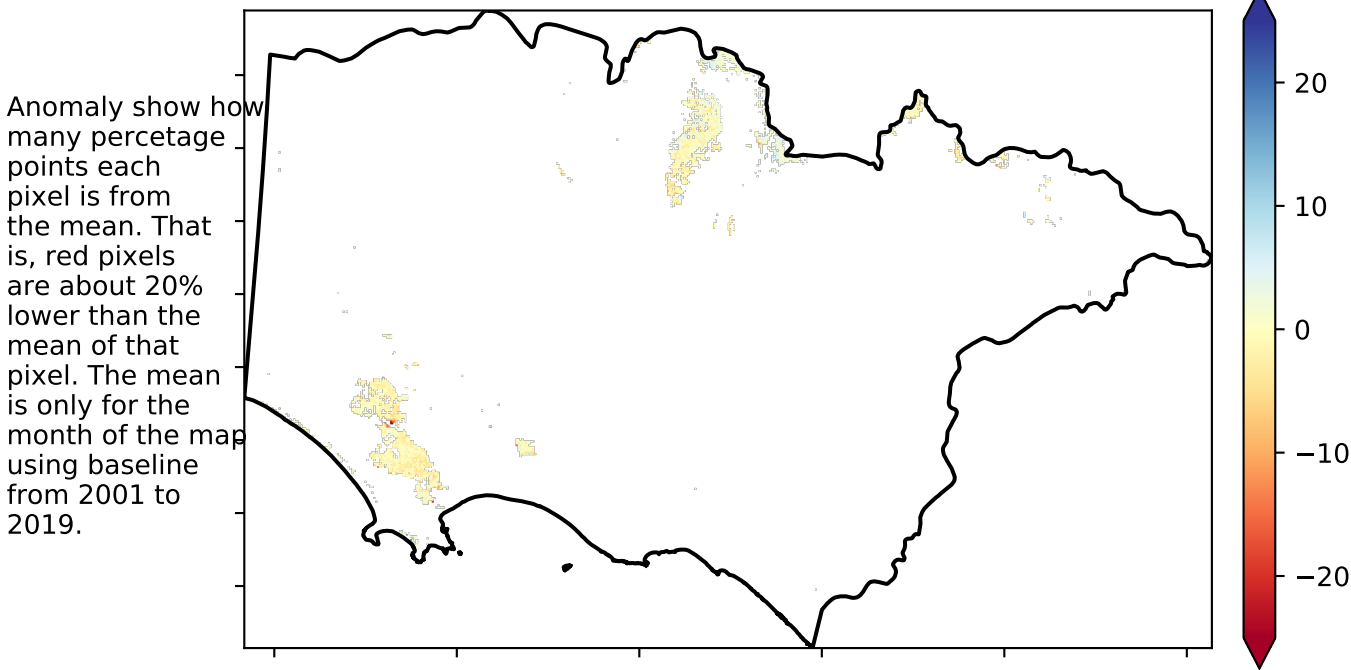 Anomaly show how
many percetage
points each
pixel is from
the mean. That
is, red pixels
are about 20%
lower than the
mean of that
pixel. The mean
is only for the
month of the map
using baseline
from 2001 to
2019.
20
10
0
−10
−20